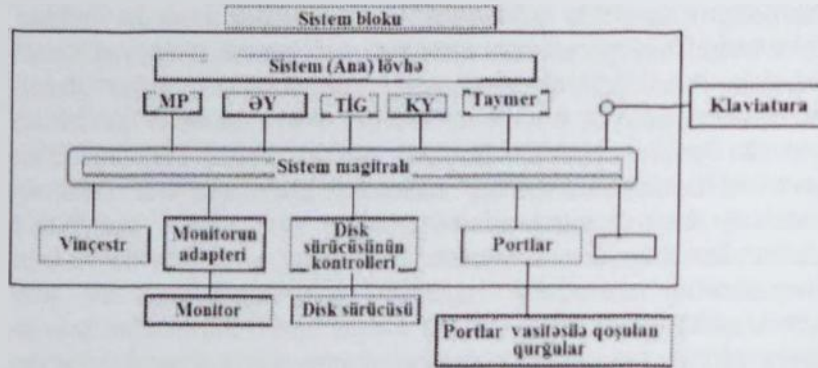 Sistem bloku
Sistem (Ana) lövhə
MP
ƏY
TİG
KY
Taymer
Klaviatura
Sistem magitralı
Vinçestr
Monitorun
adapteri
Disk
sürücüsünün
kontrolleri
Portlar
Monitor
Disk sürücüsü
Portlar vasitəsilə qoşulan
qurğular